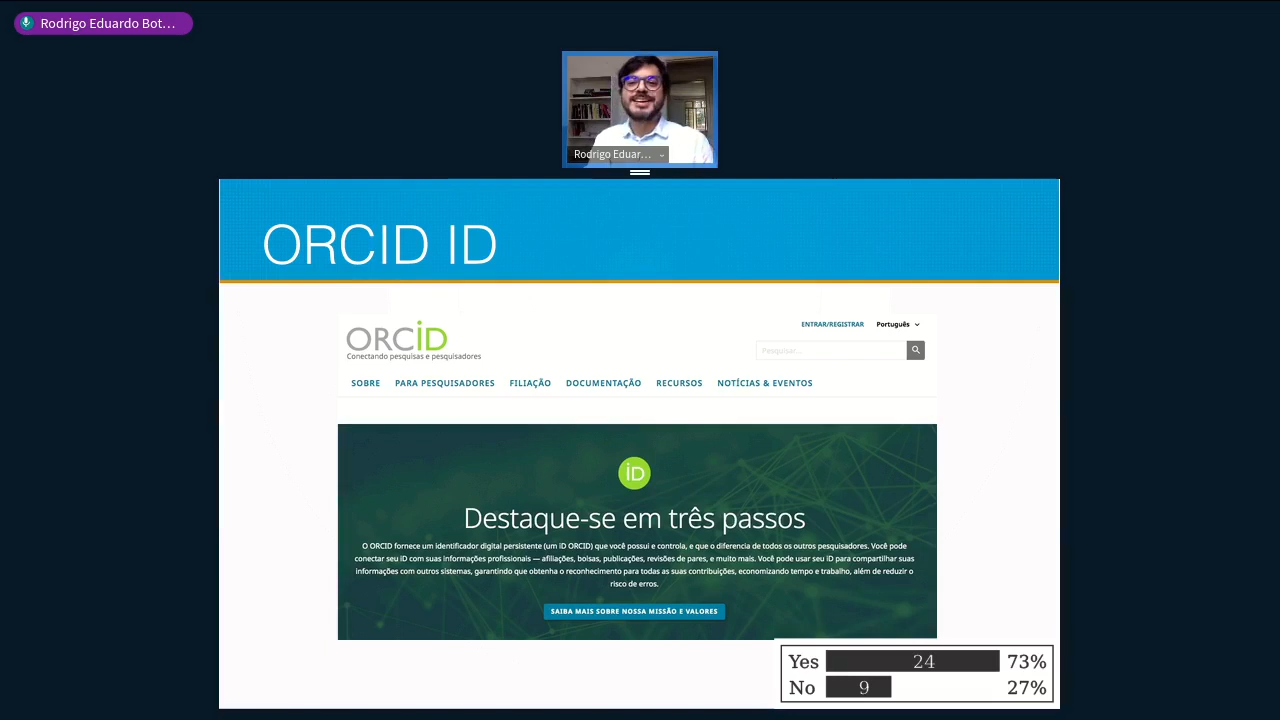 Rodrigo Eduardo Bot...
Rodrigo Eduar...
ORCID ID
ORCID
Conectando pesquisas e pesquisadores
ENTRAR/REGISTRAR Português
Pesquisar...
SOBRE PARA PESQUISADORES FILIAÇÃO DOCUMENTAÇÃO RECURSOS NOTÍCIAS & EVENTOS
iD
Destaque-se em três passos
O ORCID fornece um identificador digital persistente (um iD ORCID) que você possui e controla, e que o diferencia de todos os outros pesquisadores. Você pode
conectar seu iD com suas informações profissionais — afiliações, bolsas, publicações, revisões de pares, e muito mais. Você pode usar seu iD para compartilhar suas
informações com outros sistemas, garantindo que obtenha o reconhecimento para todas as suas contribuições, economizando tempo e trabalho, além de reduzir o
risco de erros.
SAIBA MAIS SOBRE NOSSA MISSÃO E VALORES
Yes 24 73%
No 9 27%